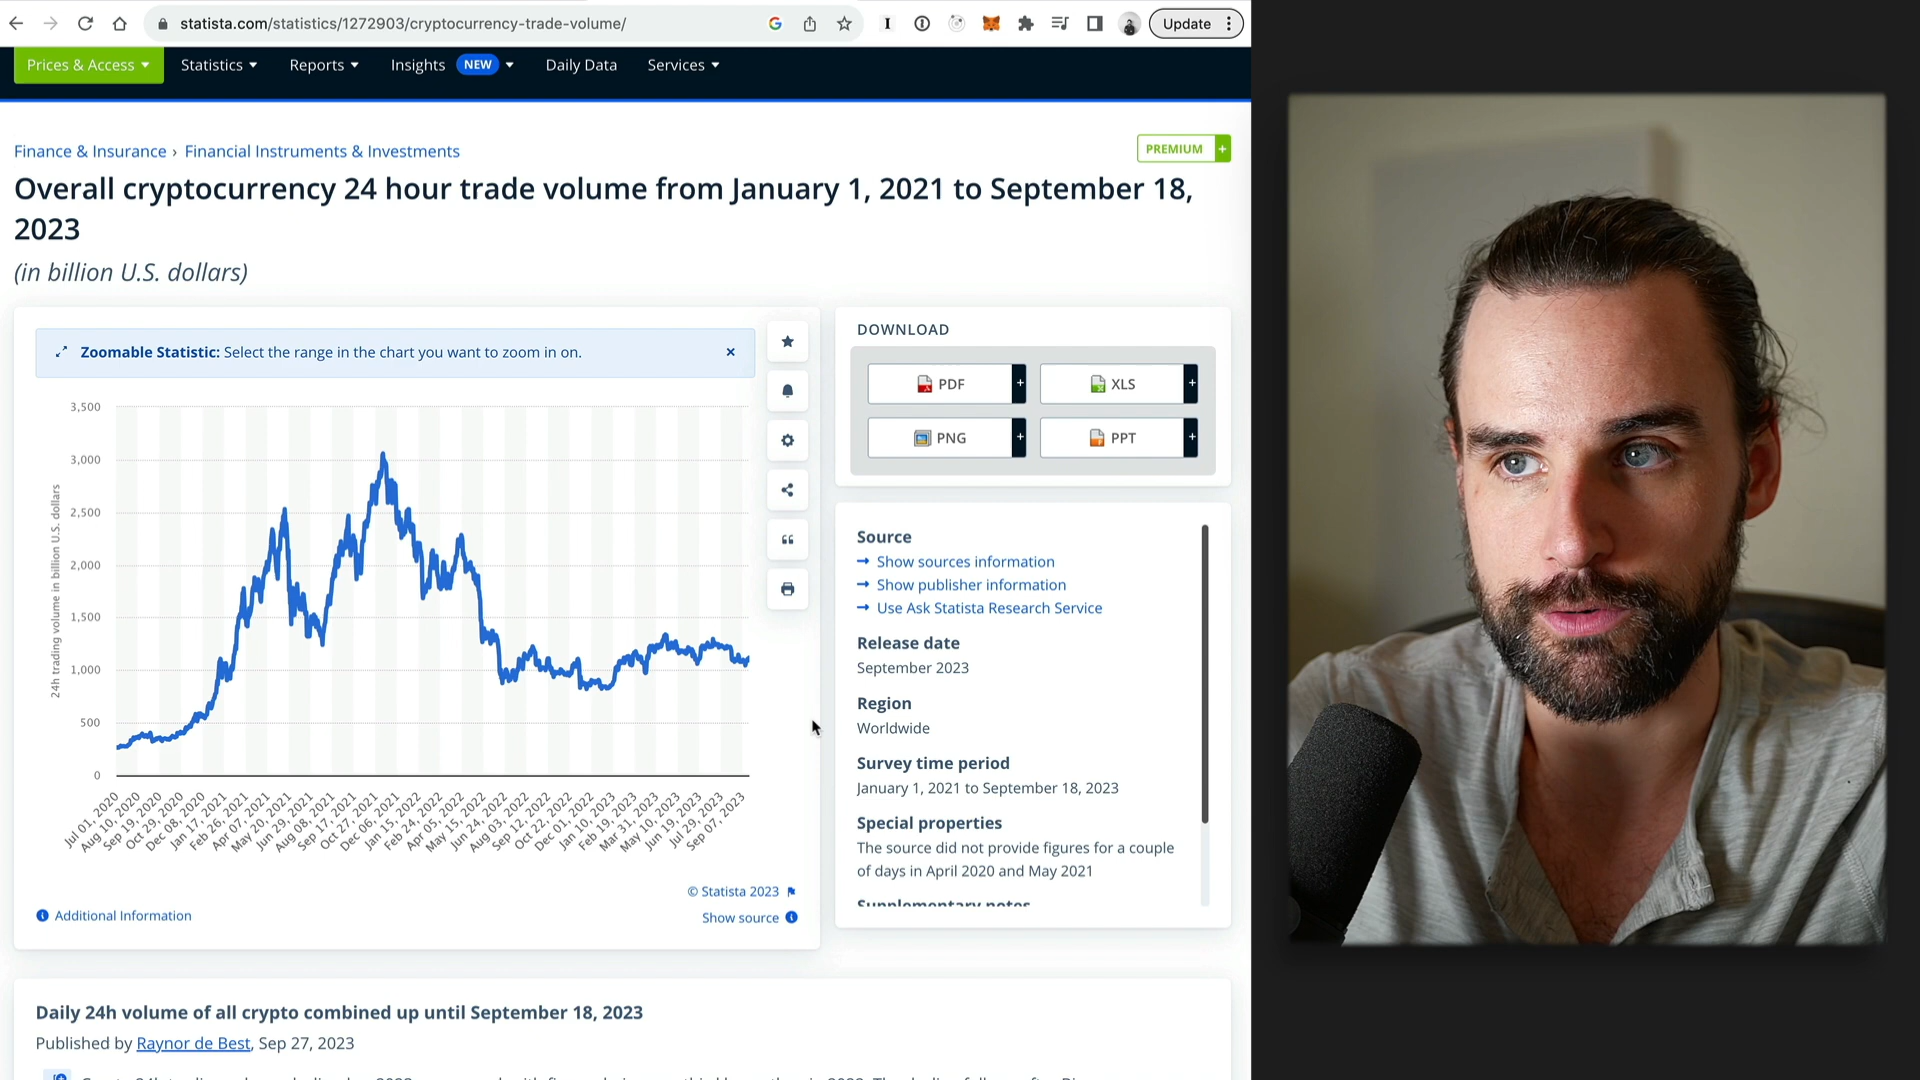 statista.com/statistics/1272903/cryptocurrency-trade-volume/
Update
Prices & Access
Statistics
Reports
Insights NEW
Daily Data
Services
Finance & Insurance › Financial Instruments & Investments
PREMIUM +
Overall cryptocurrency 24 hour trade volume from January 1, 2021 to September 18,
2023
(in billion U.S. dollars)
Zoomable Statistic: Select the range in the chart you want to zoom in on.
24h trading volume in billion U.S. dollars
3,500
3,000
2,500
2,000
1,500
1,000
500
0
Jul 01, 2020
Aug 10, 2020
Sep 19, 2020
Oct 29, 2020
Dec 08, 2020
Jan 17, 2021
Feb 26, 2021
Apr 07, 2021
May 20, 2021
Jun 29, 2021
Aug 08, 2021
Sep 17, 2021
Oct 27, 2021
Dec 06, 2021
Jan 15, 2022
Feb 24, 2022
Apr 05, 2022
May 15, 2022
Jun 24, 2022
Aug 03, 2022
Sep 12, 2022
Oct 22, 2022
Dec 01, 2022
Jan 10, 2023
Feb 19, 2023
Mar 31, 2023
May 10, 2023
Jun 19, 2023
Jul 29, 2023
Sep 07, 2023
© Statista 2023
Additional Information
Show source
DOWNLOAD
PDF +
XLS +
PNG +
PPT +
Source
Show sources information
Show publisher information
Use Ask Statista Research Service
Release date
September 2023
Region
Worldwide
Survey time period
January 1, 2021 to September 18, 2023
Special properties
The source did not provide figures for a couple
of days in April 2020 and May 2021
Supplementary notes
Daily 24h volume of all crypto combined up until September 18, 2023
Published by Raynor de Best, Sep 27, 2023